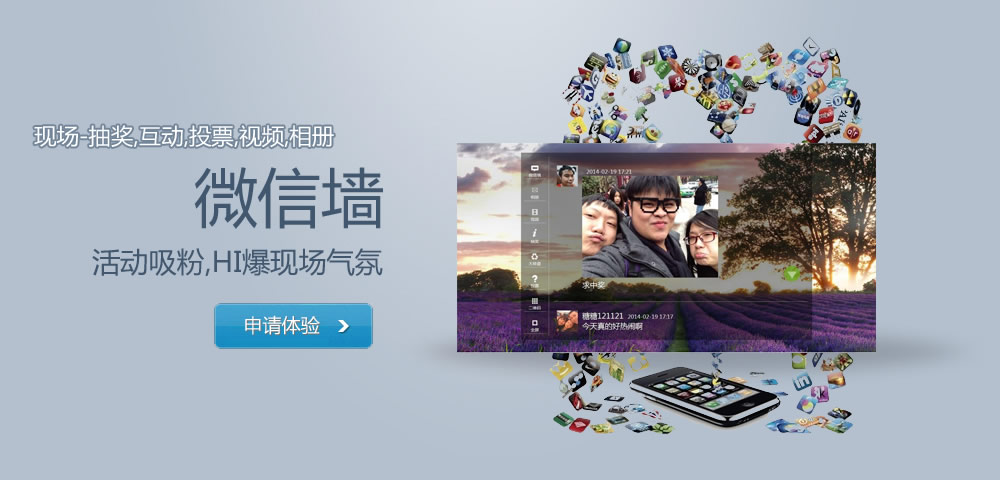 现场-抽奖,互动,投票,视频,相册
微信墙
活动吸粉,HI爆现场气氛
申请体验
2014-02-19 17:21
求中奖
糖糖121121 2014-02-19 17:17
今天真的好热闹啊
二维码